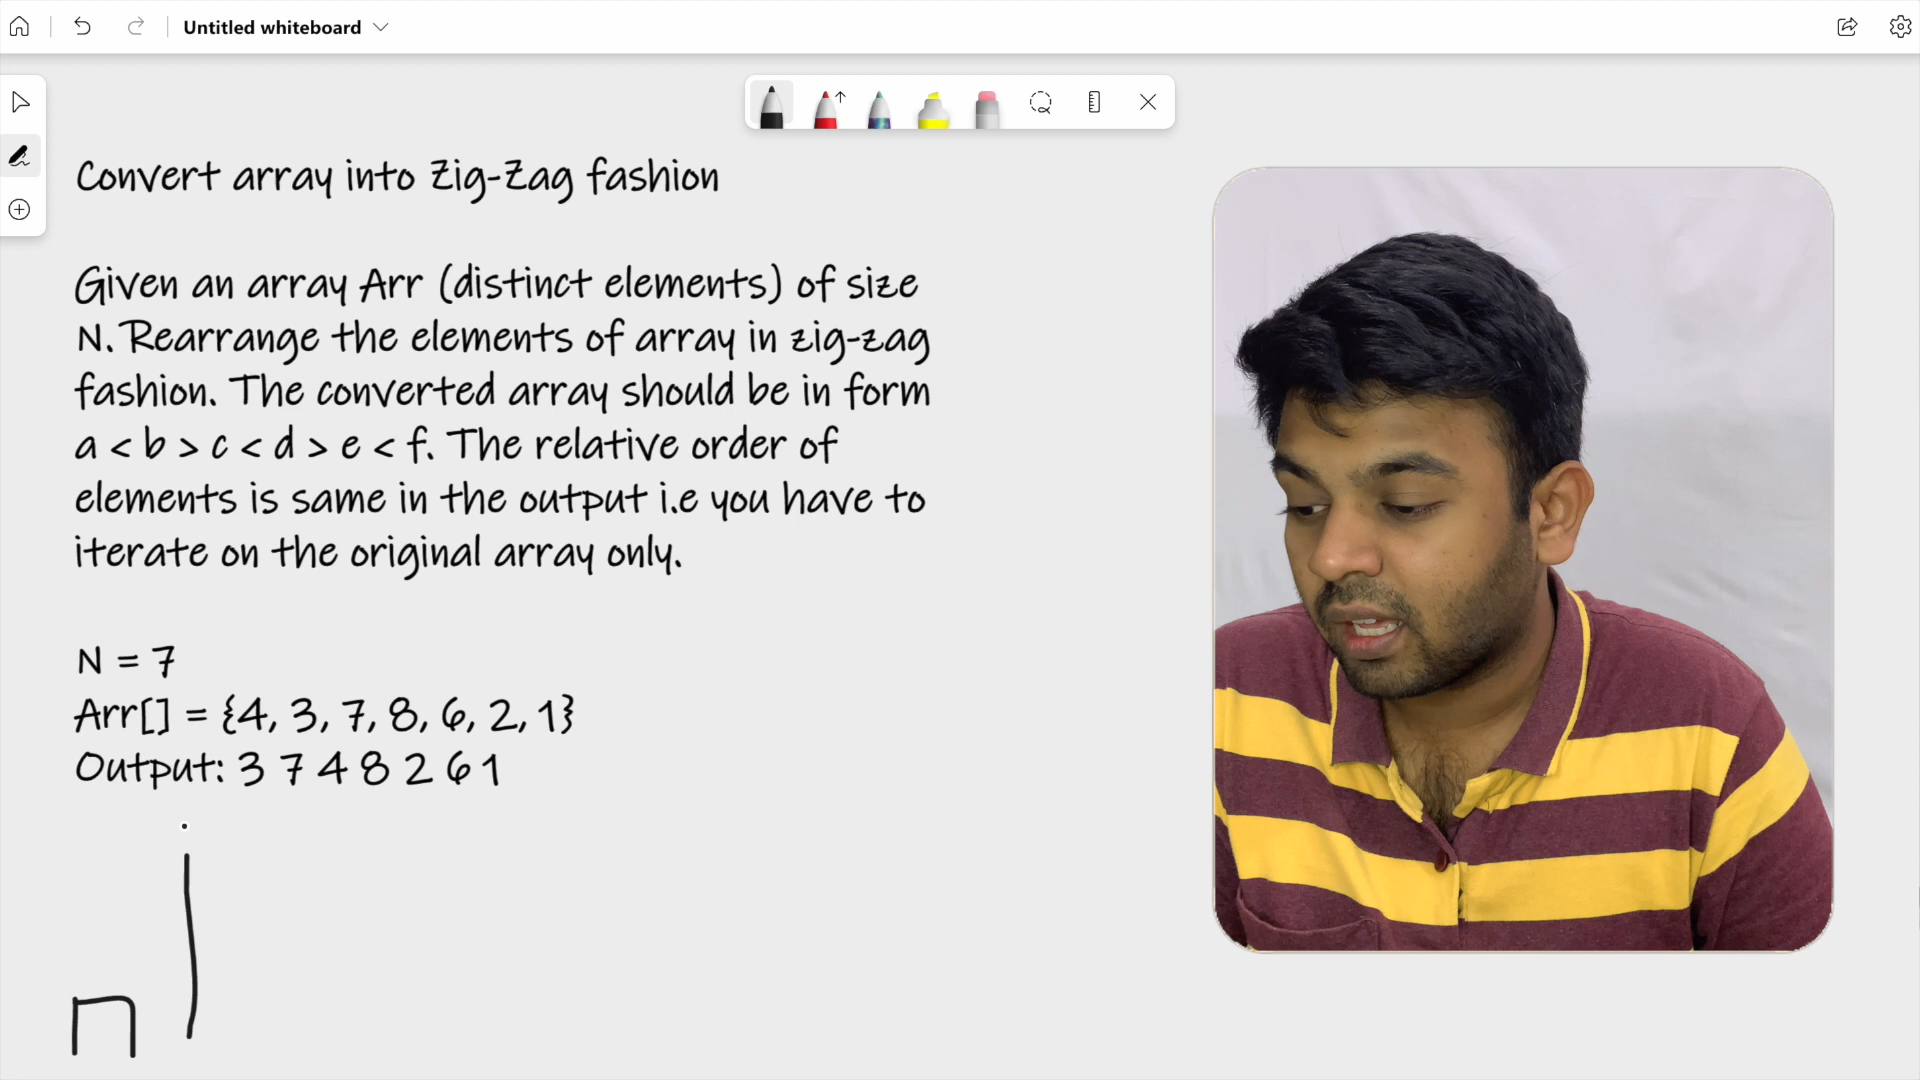 Untitled whiteboard
Convert array into Zig-Zag fashion
Given an array Arr (distinct elements) of size
N. Rearrange the elements of array in zig-zag
fashion. The converted array should be in form
a < b > c < d > e < f. The relative order of
elements is same in the output i.e you have to
iterate on the original array only.
N = 7
Arr[] = {4, 3, 7, 8, 6, 2, 1}
Output: 3 7 4 8 2 6 1